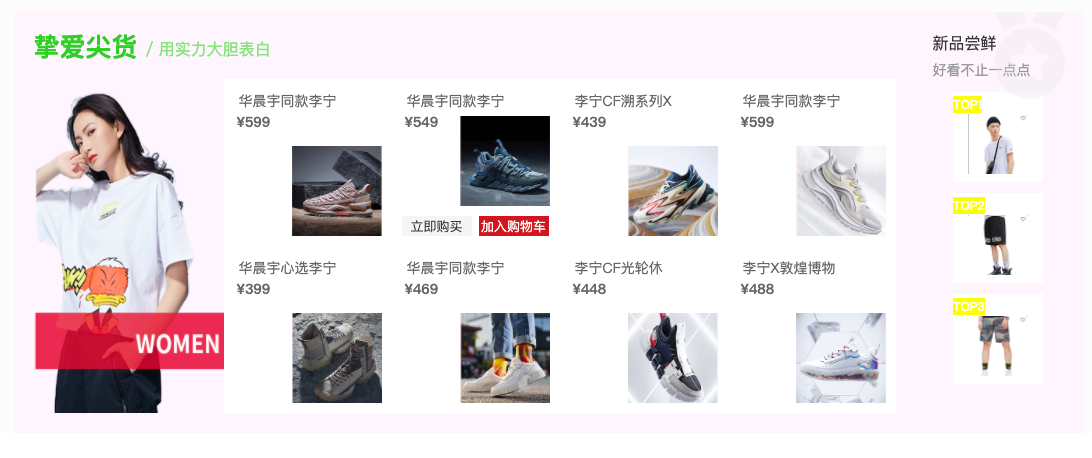 挚爱尖货 / 用实力大胆表白
新品尝鲜
好看不止一点点
华晨宇同款李宁
¥599
华晨宇同款李宁
¥549
立即购买 加入购物车
李宁CF溯系列X
¥439
华晨宇同款李宁
¥599
华晨宇心选李宁
¥399
华晨宇同款李宁
¥469
李宁CF光轮休
¥448
李宁X敦煌博物
¥488
WOMEN
TOP1
TOP2
TOP3